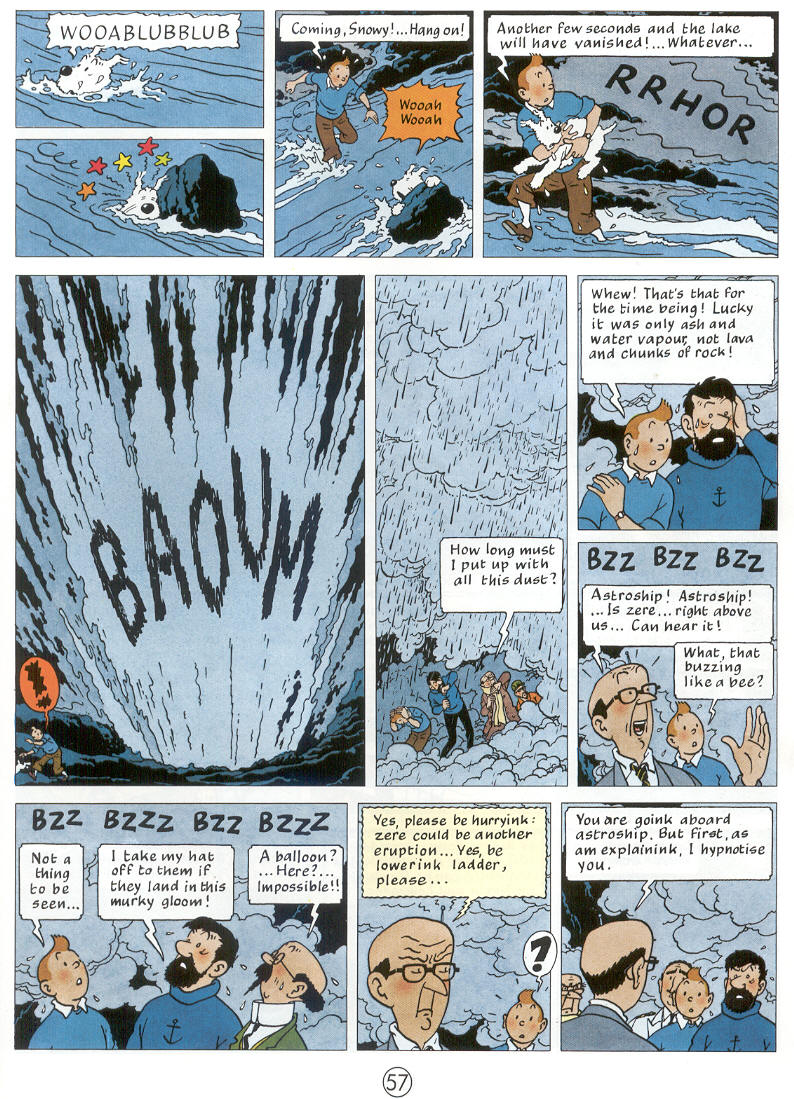 WOOABLUBBLUB
Coming, Snowy!...Hang on!
Wooah
Wooah
Another few seconds and the lake
will have vanished!...Whatever...
RRHOR
BAOUM
How long must
I put up with
all this dust?
Whew! That's that for
the time being! Lucky
it was only ash and
water vapour, not lava
and chunks of rock!
BZZ BZZ BZZ
Astroship! Astroship!
...Is zere...right above
us... Can hear it!
What, that
buzzing
like a bee?
BZZ BZZZ BZZ BZZZ
Not a
thing
to be
seen...
I take my hat
off to them if
they land in this
murky gloom!
A balloon?
...Here?...
Impossible!!
Yes, please be hurryink:
zere could be another
eruption... Yes, be
lowerink ladder,
please...
?
You are goink aboard
astroship. But first, as
am explainink, I hypnotise
you.
57